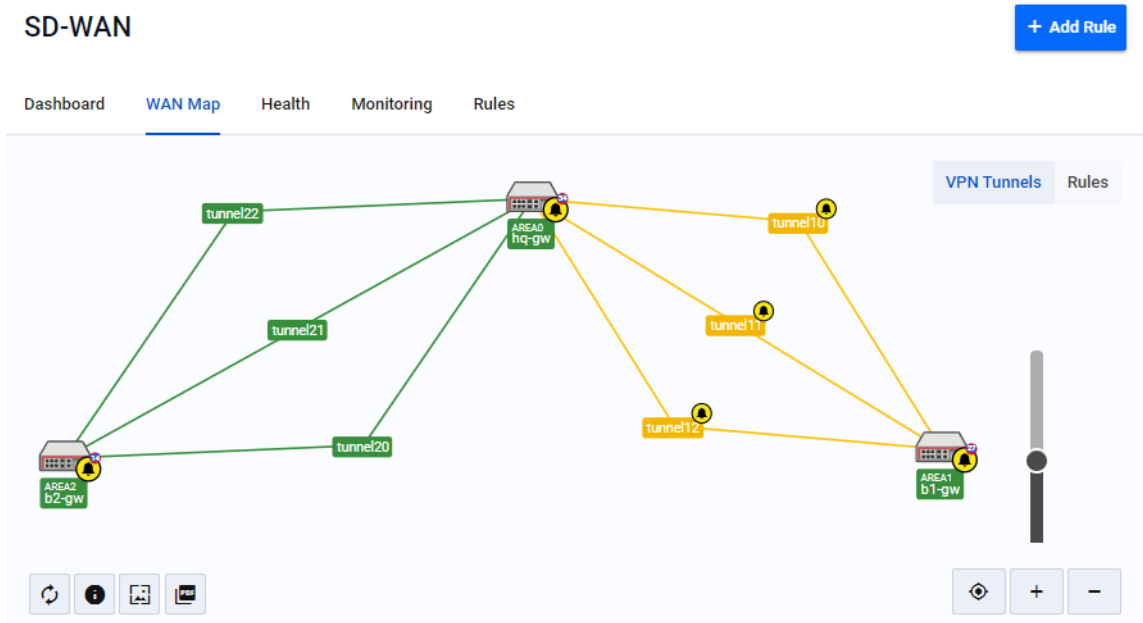 SD-WAN
+ Add Rule
Dashboard WAN Map Health Monitoring Rules
VPN Tunnels Rules
tunnel22
tunnel10
AREA0
hq-gw
tunnel21
tunnel11
tunnel20
tunnel12
AREA2
b2-gw
AREA1
b1-gw
PDF